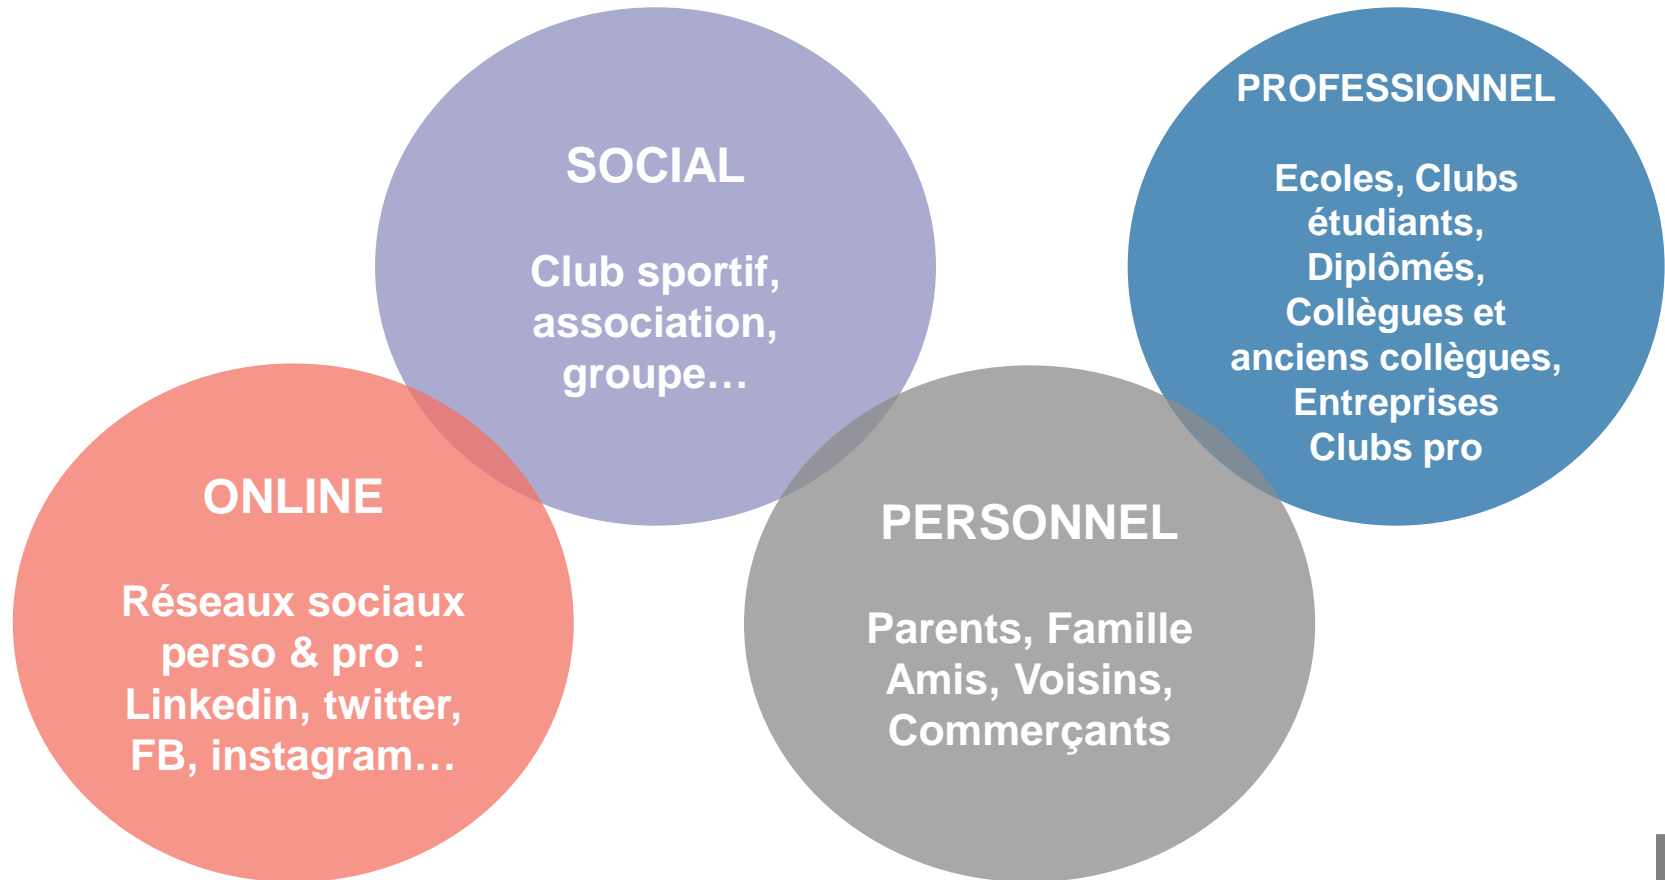 SOCIAL
Club sportif,
association,
groupe…
PROFESSIONNEL
Ecoles, Clubs
étudiants,
Diplômés,
Collègues et
anciens collègues,
Entreprises
Clubs pro
ONLINE
Réseaux sociaux
perso & pro :
Linkedin, twitter,
FB, instagram…
PERSONNEL
Parents, Famille
Amis, Voisins,
Commerçants